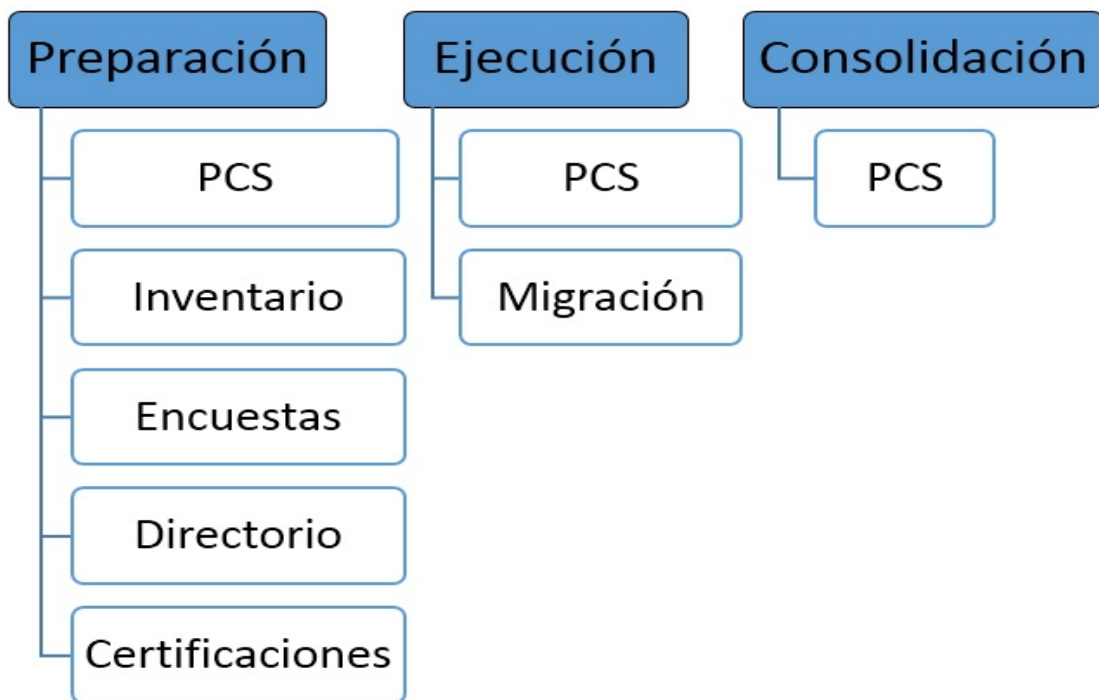 Preparación
PCS
Inventario
Encuestas
Directorio
Certificaciones
Ejecución
PCS
Migración
Consolidación
PCS